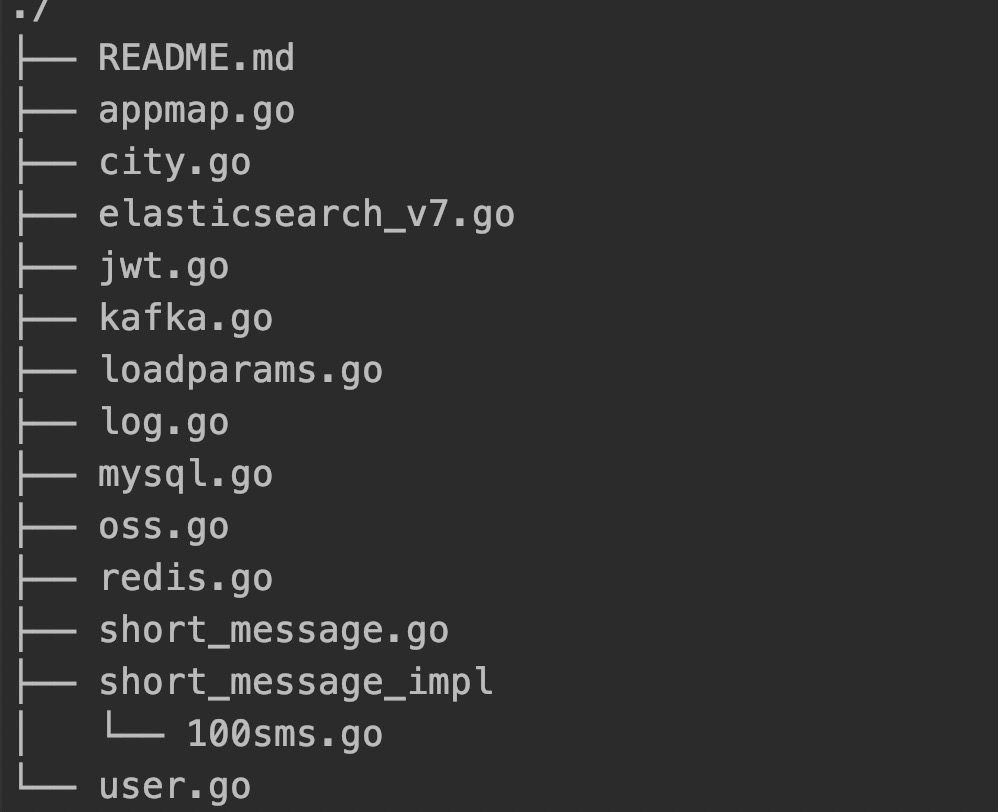 ./
├── README.md
├── appmap.go
├── city.go
├── elasticsearch_v7.go
├── jwt.go
├── kafka.go
├── loadparams.go
├── log.go
├── mysql.go
├── oss.go
├── redis.go
├── short_message.go
├── short_message_impl
│   └── 100sms.go
└── user.go